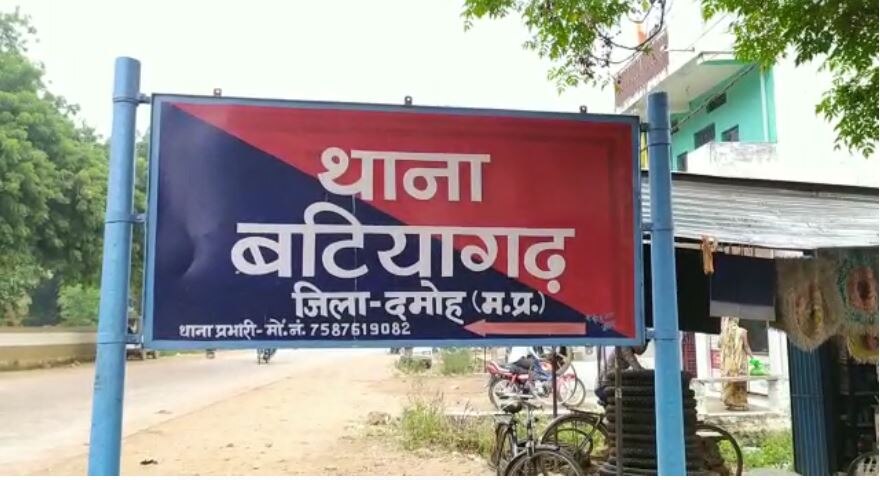 थाना
बटियागढ़
जिला-दमोह (म.प्र.)
थाना प्रभारी- मों.नं. 7587619082